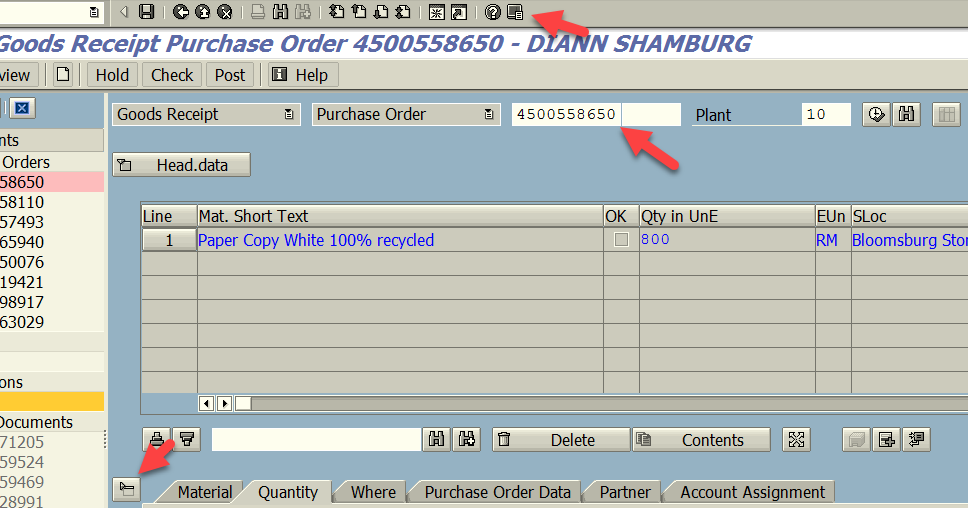 Goods Receipt Purchase Order 4500558650 - DIANN SHAMBURG
view Hold Check Post Help
Goods Receipt Purchase Order 4500558650 Plant 10
nts
Orders
58650
58110
57493
65940
50076
19421
98917
63029
ons
Documents
71205
59524
59469
28991
Head.data
Line Mat. Short Text OK Qty in UnE EUn SLoc
1 Paper Copy White 100% recycled 800 RM Bloomsburg Stor
Delete Contents
Material Quantity Where Purchase Order Data Partner Account Assignment